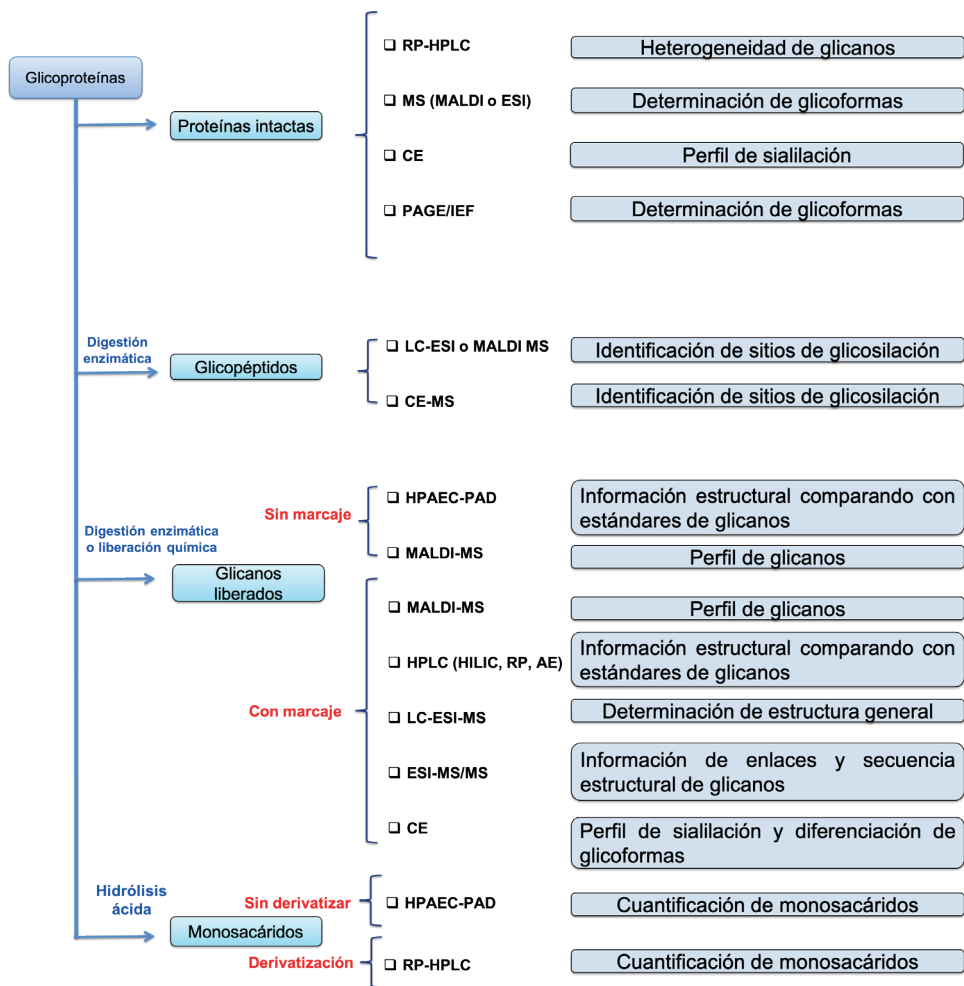 Glicoproteínas
Proteínas intactas
❑ RP-HPLC
Heterogeneidad de glicanos
❑ MS (MALDI o ESI)
Determinación de glicoformas
❑ CE
Perfil de sialilación
❑ PAGE/IEF
Determinación de glicoformas
Digestión
enzimática
Glicopéptidos
❑ LC-ESI o MALDI MS
Identificación de sitios de glicosilación
❑ CE-MS
Identificación de sitios de glicosilación
Digestión enzimática
o liberación química
Glicanos
liberados
Sin marcaje
❑ HPAEC-PAD
Información estructural comparando con
estándares de glicanos
❑ MALDI-MS
Perfil de glicanos
Con marcaje
❑ MALDI-MS
Perfil de glicanos
❑ HPLC (HILIC, RP, AE)
Información estructural comparando con
estándares de glicanos
❑ LC-ESI-MS
Determinación de estructura general
❑ ESI-MS/MS
Información de enlaces y secuencia
estructural de glicanos
❑ CE
Perfil de sialilación y diferenciación de
glicoformas
Hidrólisis
ácida
Monosacáridos
Sin derivatizar
❑ HPAEC-PAD
Cuantificación de monosacáridos
Derivatización
❑ RP-HPLC
Cuantificación de monosacáridos